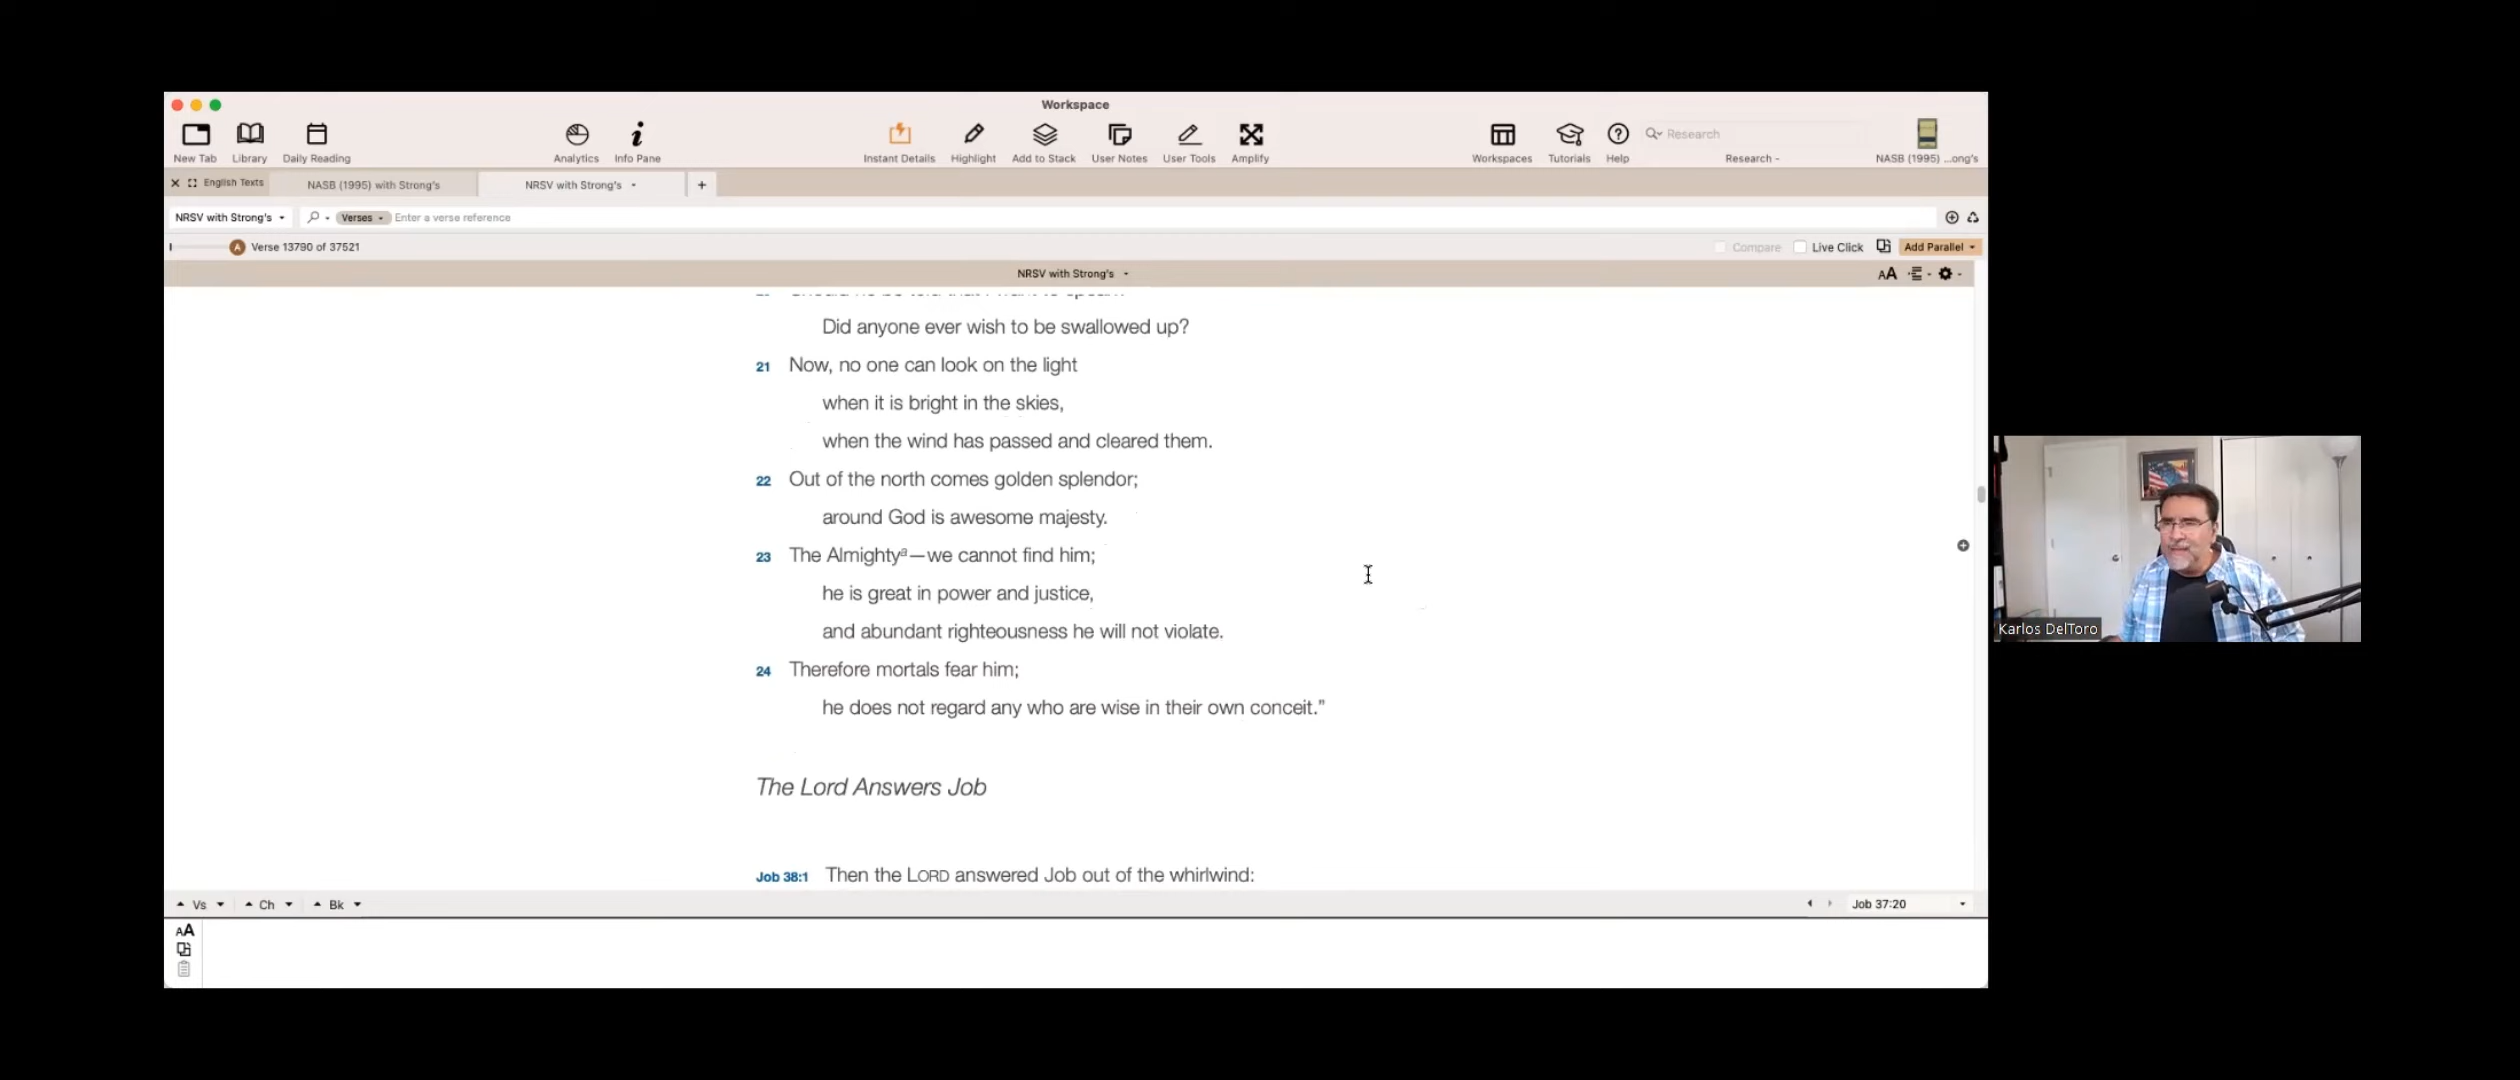 Workspace
New Tab Library Daily Reading Analytics Info Pane Instant Details Highlight Add to Stack User Notes User Tools Amplify Workspaces Tutorials Help Research Research NASB (1995) ...ong's
English Texts NASB (1995) with Strong's NRSV with Strong's +
NRSV with Strong's Verses Enter a verse reference
A Verse 13790 of 37521 Compare Live Click Add Parallel
NRSV with Strong's AA
Did anyone ever wish to be swallowed up?
21 Now, no one can look on the light
when it is bright in the skies,
when the wind has passed and cleared them.
22 Out of the north comes golden splendor;
around God is awesome majesty.
23 The Almightyª—we cannot find him;
he is great in power and justice,
and abundant righteousness he will not violate.
24 Therefore mortals fear him;
he does not regard any who are wise in their own conceit.”
The Lord Answers Job
Job 38:1 Then the LORD answered Job out of the whirlwind:
Vs Ch Bk Job 37:20
AA
Karlos DelToro